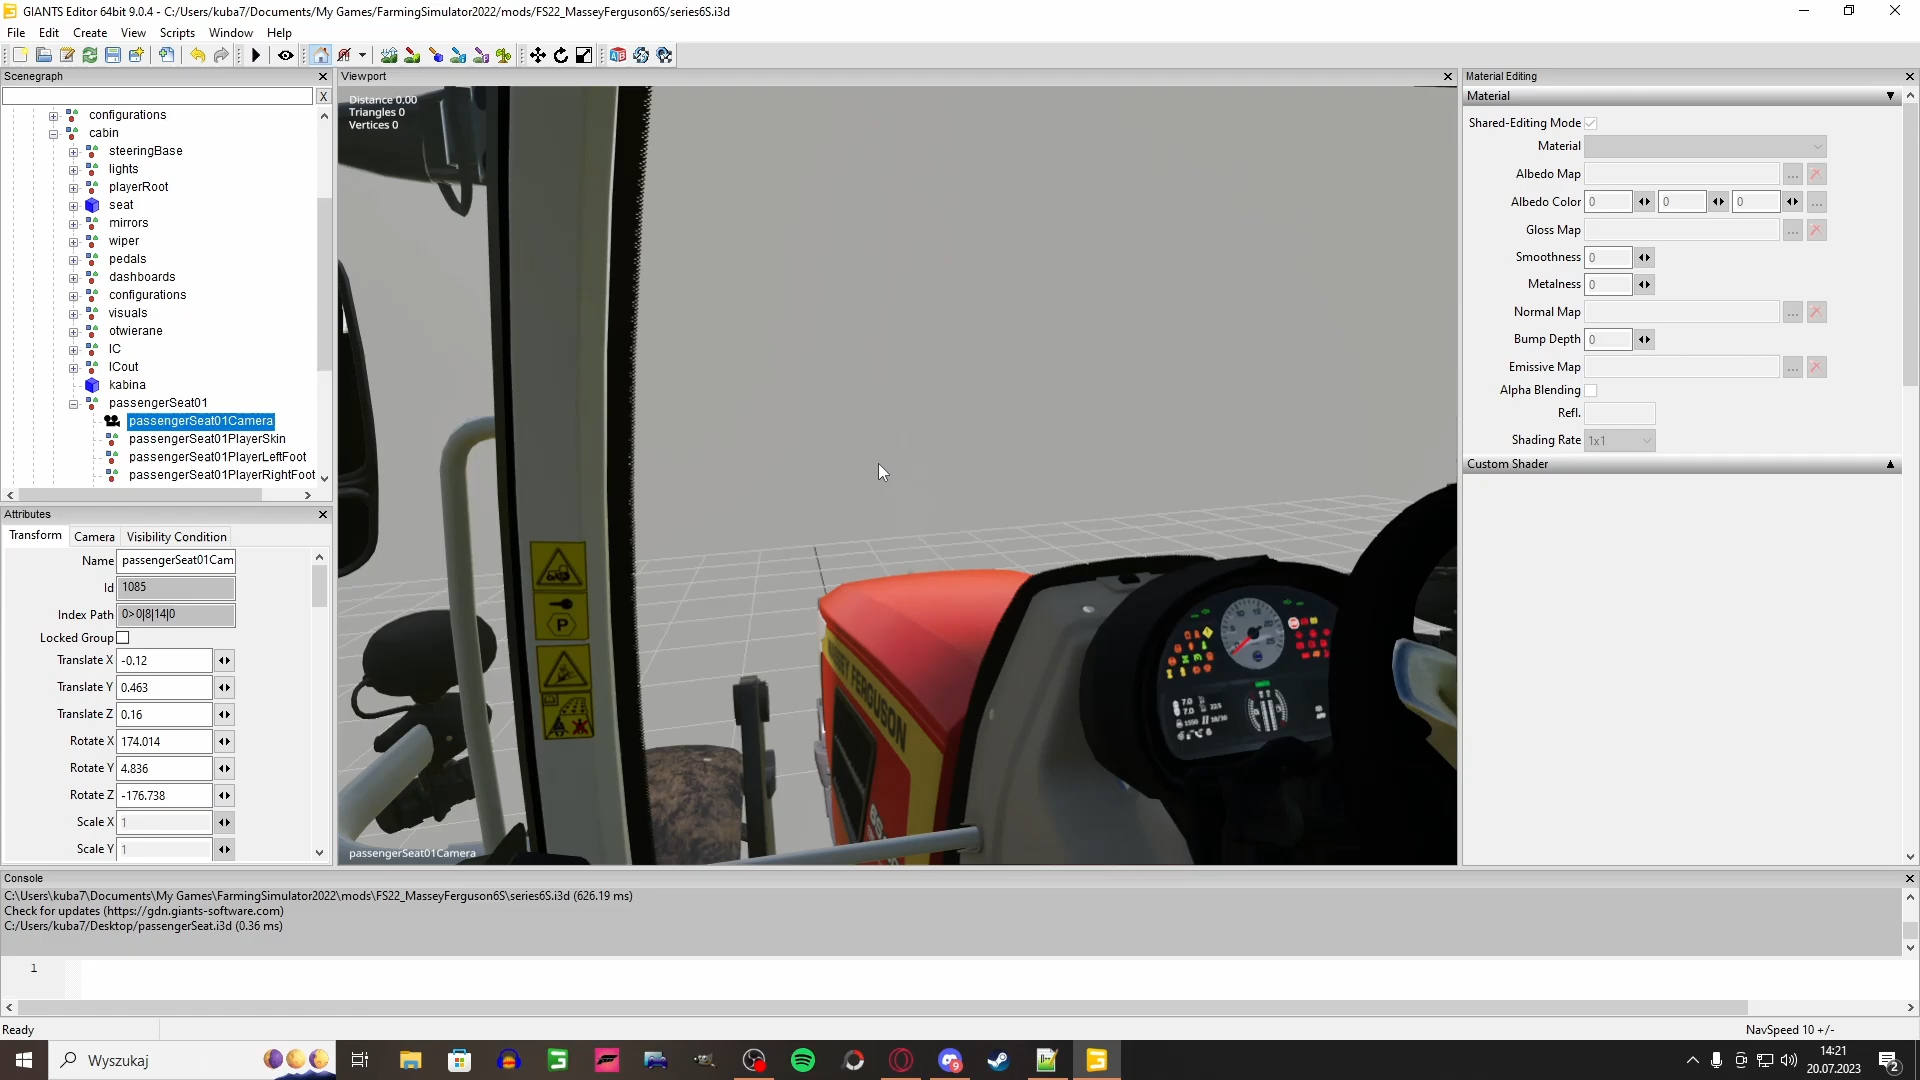 GIANTS Editor 64bit 9.0.4 - C:/Users/kuba7/Documents/My Games/FarmingSimulator2022/mods/FS22_MasseyFerguson6S/series6S.i3d
File Edit Create View Scripts Window Help
Scenegraph
X
configurations
cabin
steeringBase
lights
playerRoot
seat
mirrors
wiper
pedals
dashboards
configurations
visuals
otwierane
IC
ICout
kabina
passengerSeat01
passengerSeat01Camera
passengerSeat01PlayerSkin
passengerSeat01PlayerLeftFoot
passengerSeat01PlayerRightFoot
Attributes
Transform Camera Visibility Condition
Name passengerSeat01Cam
Id 1085
Index Path 0>0|8|14|0
Locked Group
Translate X -0.12
Translate Y 0.463
Translate Z 0.16
Rotate X 174.014
Rotate Y 4.836
Rotate Z -176.738
Scale X 1
Scale Y 1
Viewport
Distance 0.00
Triangles 0
Vertices 0
P
MASSEY FERGUSON
passengerSeat01Camera
Material Editing
Material
Shared-Editing Mode
Material
Albedo Map ...
Albedo Color 0 0 0 ...
Gloss Map ...
Smoothness 0
Metalness 0
Normal Map ...
Bump Depth 0
Emissive Map ...
Alpha Blending
Refl.
Shading Rate 1x1
Custom Shader
Console
C:\Users\kuba7\Documents\My Games\FarmingSimulator2022\mods\FS22_MasseyFerguson6S\series6S.i3d (626.19 ms)
Check for updates (https://gdn.giants-software.com)
C:/Users/kuba7/Desktop/passengerSeat.i3d (0.36 ms)
1
Ready
NavSpeed 10 +/-
Wyszukaj
9
14:21
20.07.2023
2